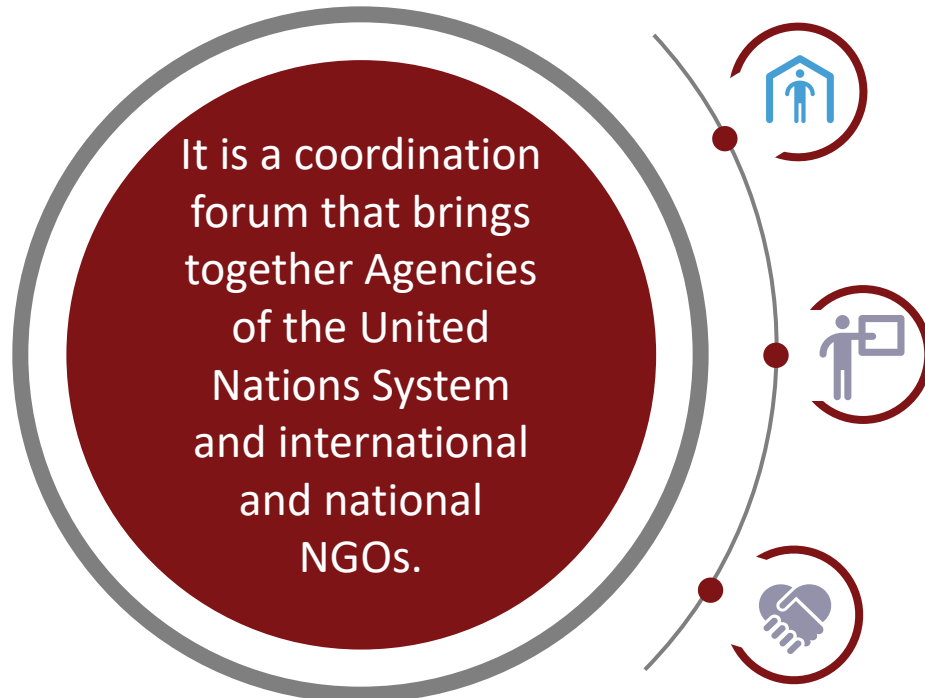 It is a coordination
forum that brings
together Agencies
of the United
Nations System
and international
and national
NGOs.